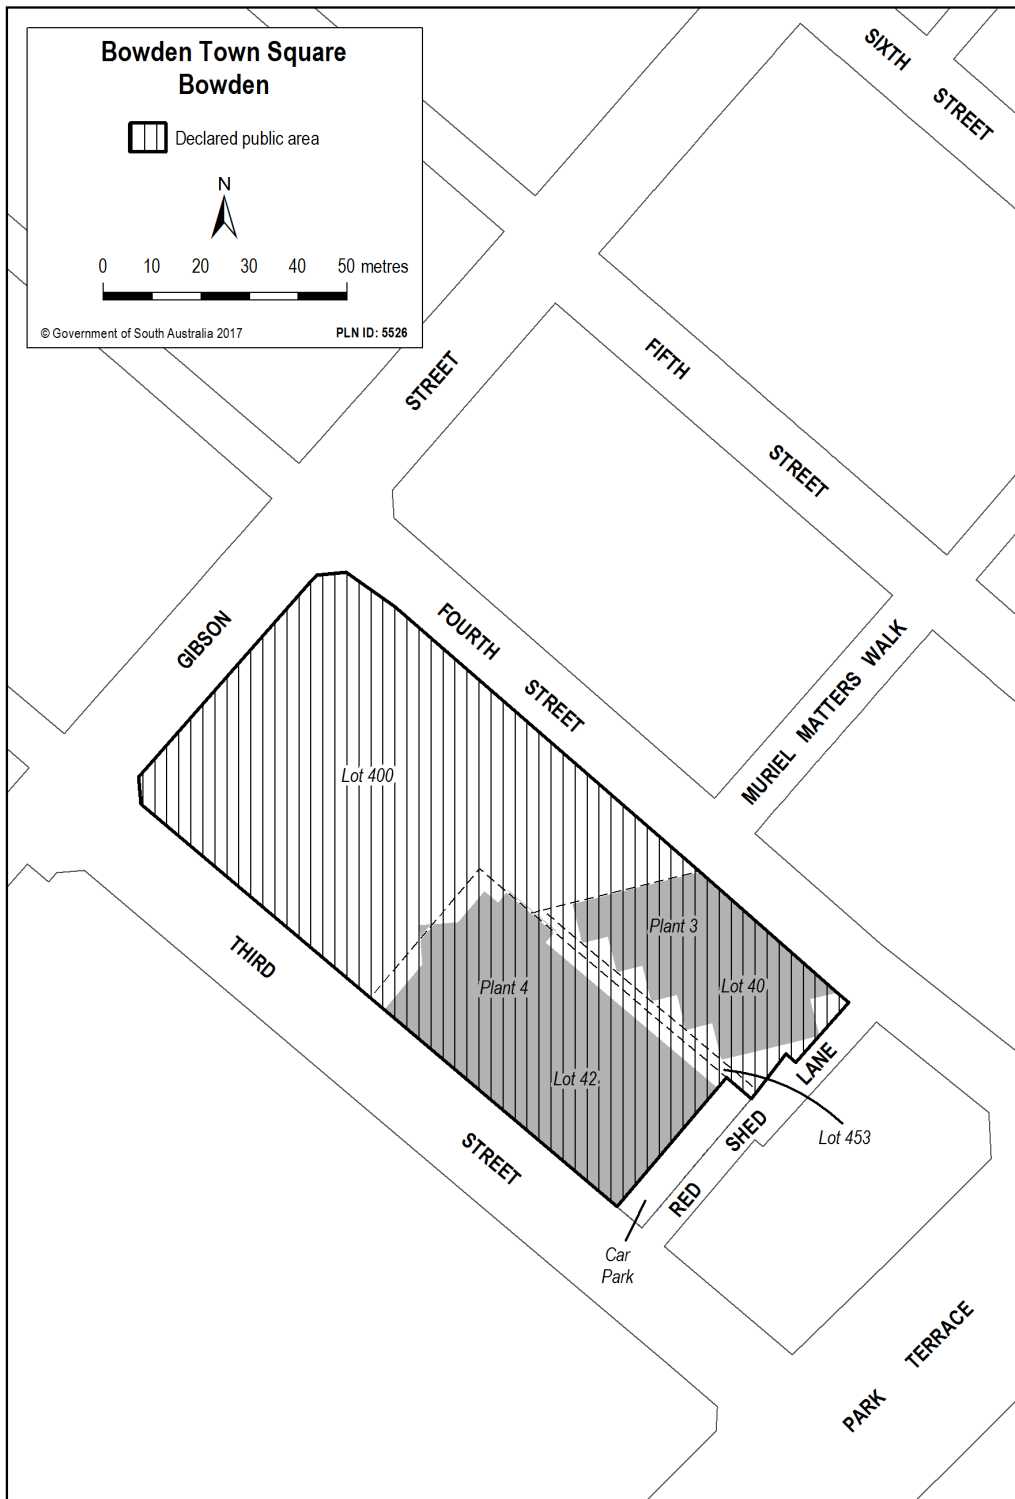 Bowden Town Square
Bowden
Declared public area
N
0 10 20 30 40 50 metres
© Government of South Australia 2017 PLN ID: 5526
SIXTH
STREET
STREET
FIFTH
STREET
GIBSON
FOURTH
STREET
MURIEL MATTERS WALK
Lot 400
Plant 3
THIRD
Plant 4
Lot 40
LANE
Lot 42
SHED
Lot 453
STREET
RED
Car
Park
TERRACE
PARK